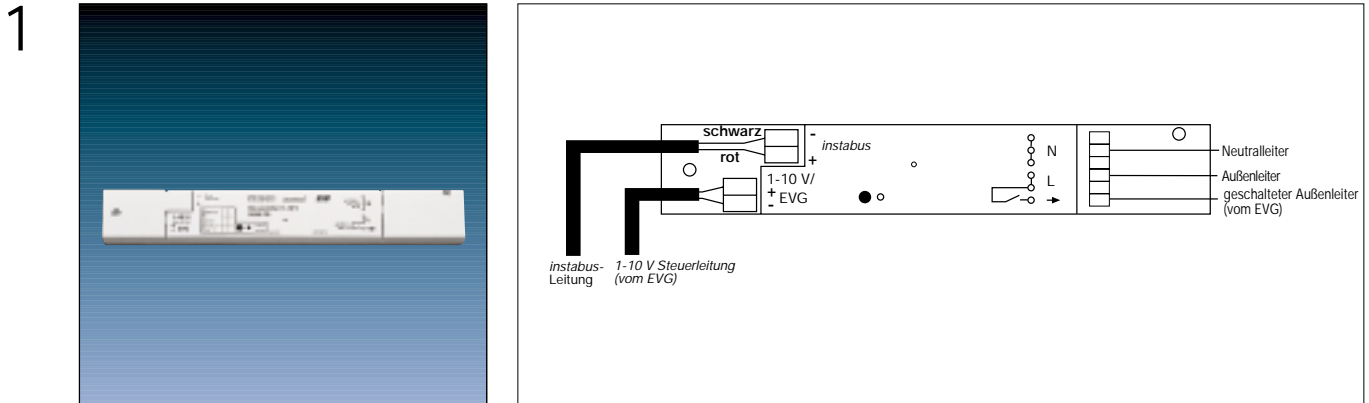 1
schwarz
-
instabus
rot
+
1-10 V/
+
EVG
-
N
L
Neutralleiter
Außenleiter
geschalteter Außenleiter
(vom EVG)
instabus-
Leitung
1-10 V Steuerleitung
(vom EVG)